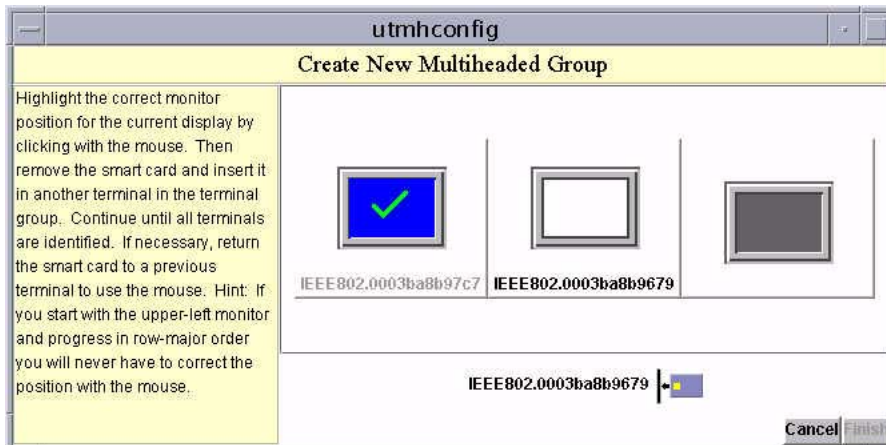 utmhconfig
Create New Multiheaded Group
Highlight the correct monitor
position for the current display by
clicking with the mouse. Then
remove the smart card and insert it
in another terminal in the terminal
group. Continue until all terminals
are identified. If necessary, return
the smart card to a previous
terminal to use the mouse. Hint: If
you start with the upper-left monitor
and progress in row-major order
you will never have to correct the
position with the mouse.
IEEE802.0003ba8b97c7 IEEE802.0003ba8b9679
IEEE802.0003ba8b9679
Cancel Finish